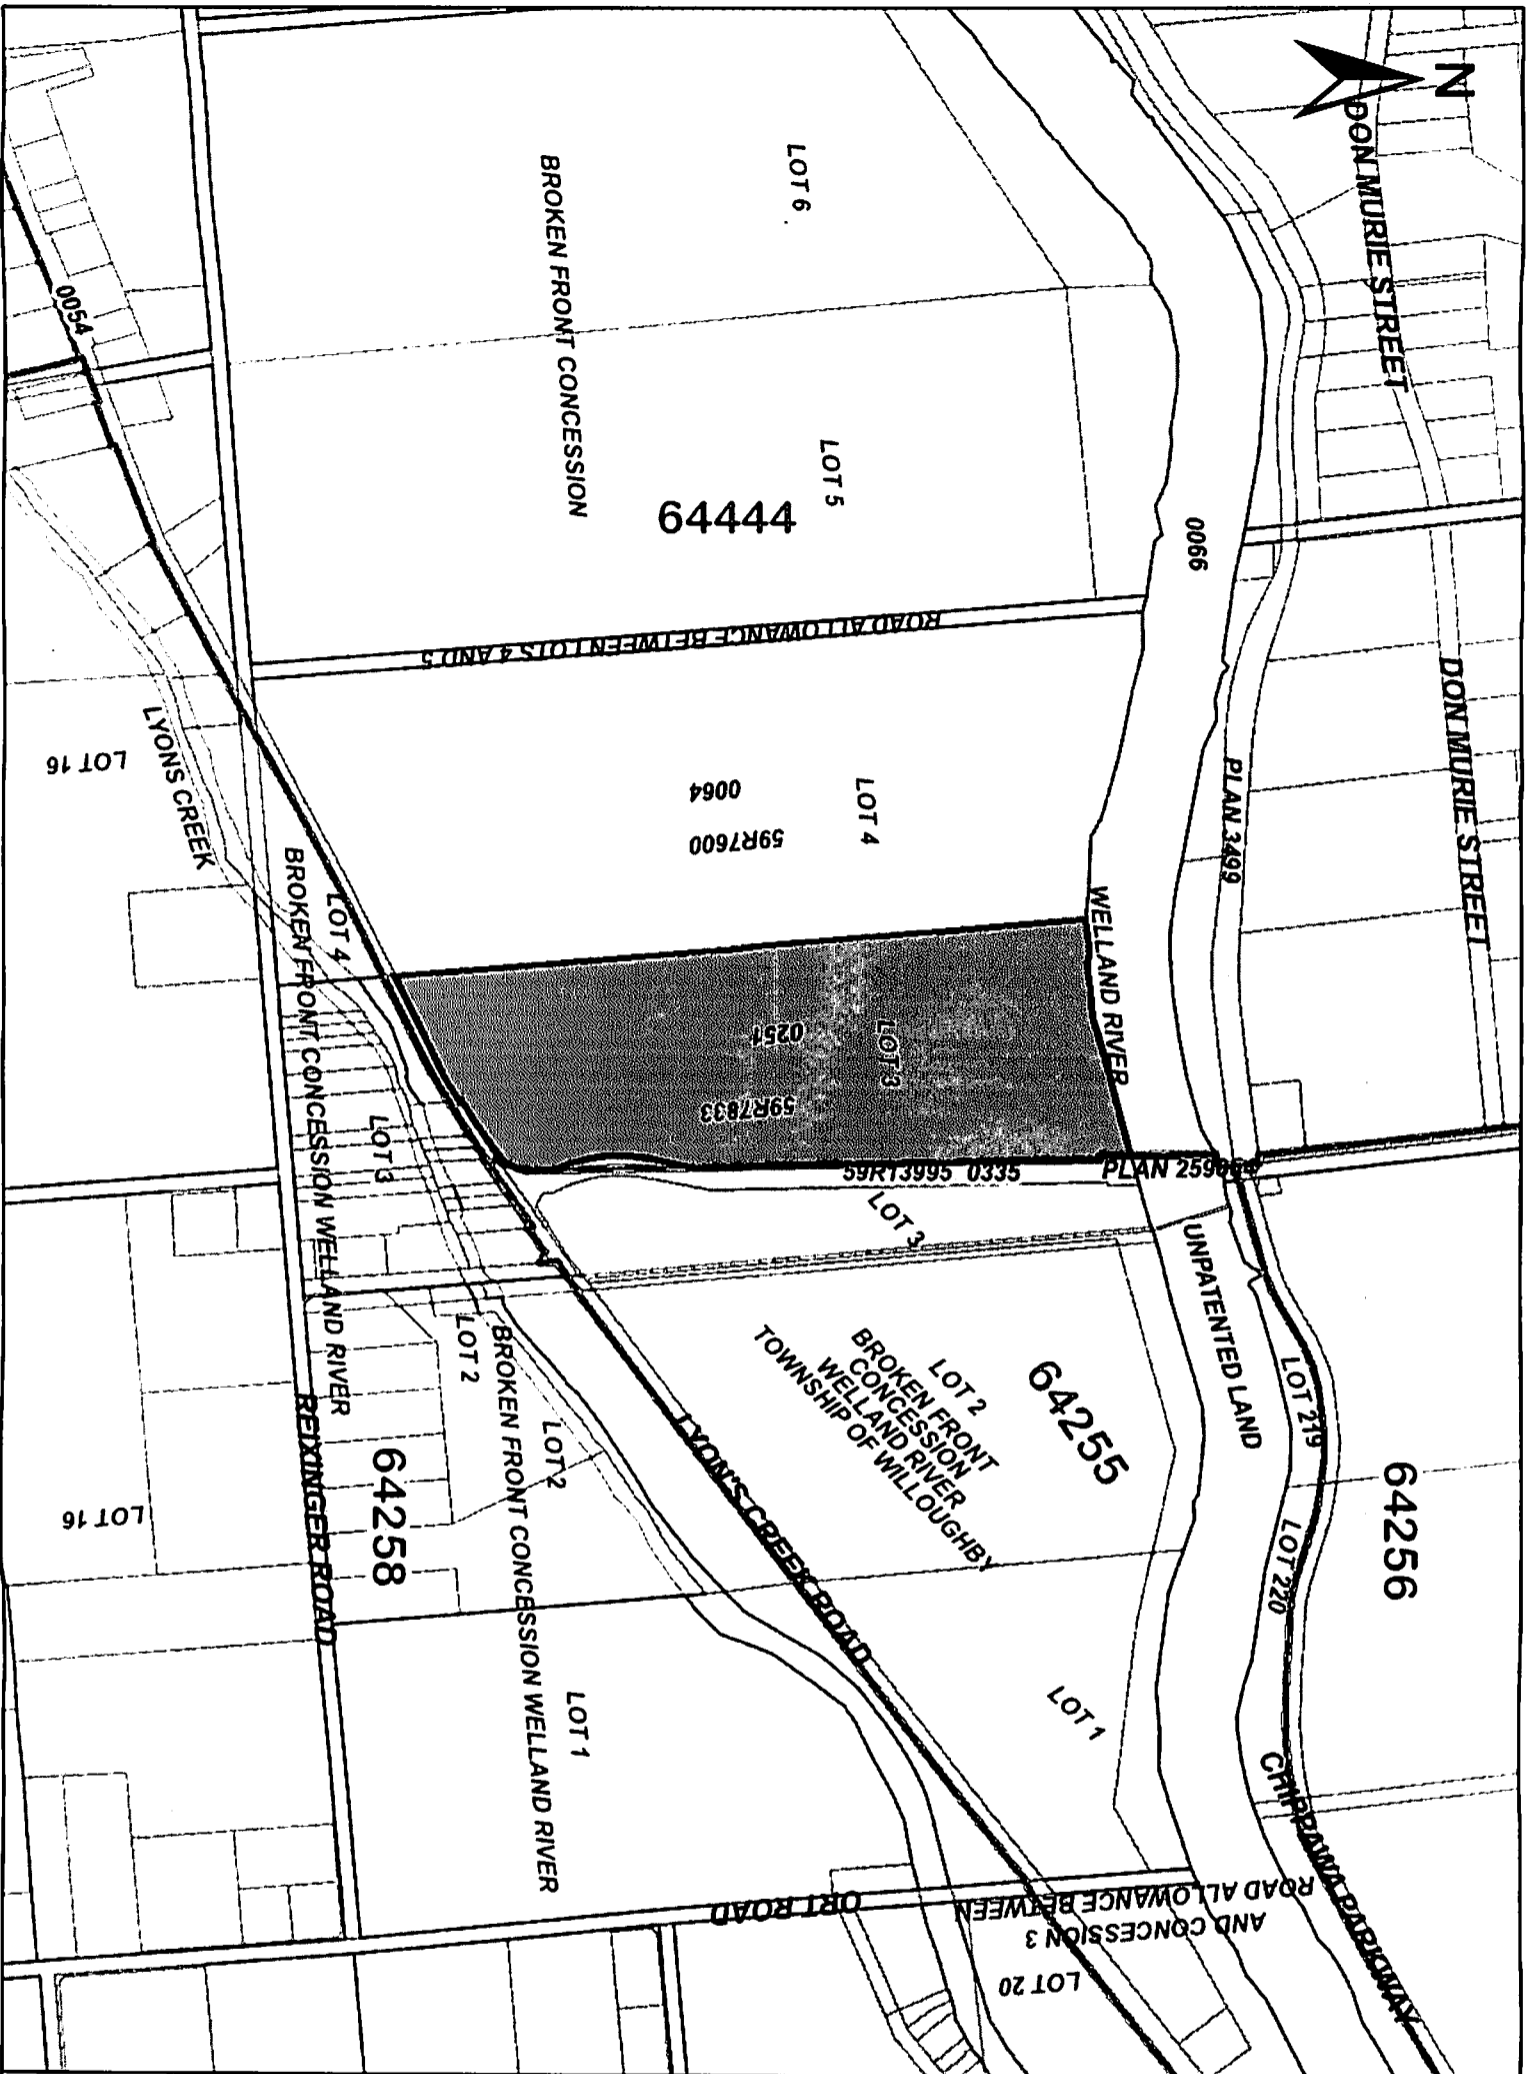 N
DON MURIE STREET
LOT 6
BROKEN FRONT CONCESSION
0054
LOT 5
64444
0066
ROAD ALLOWANCE BETWEEN LOTS 4 AND 5
DON MURIE STREET
PLAN 3499
LOT 16
LYONS CREEK
0064
59R7600
LOT 4
WELLAND RIVER
LOT 4
BROKEN FRONT CONCESSION WELLAND RIVER
LOT 3
0251
59R7833
LOT 3
59R13995 0335
PLAN
LOT 3
UNPATENTED LAND
LOT 219
LOT 220
64256
64255
LOT 2
BROKEN FRONT
CONCESSION
WELLAND RIVER
TOWNSHIP OF WILLOUGHBY
LOT 2
BROKEN FRONT CONCESSION WELLAND RIVER
LOT 2
64258
REIXINGER ROAD
LOT 16
LYON'S CREEK ROAD
LOT 1
LOT 1
CHIPPAWA PARKWAY
ORT ROAD
ROAD ALLOWANCE BETWEEN
AND CONCESSION 3
LOT 20